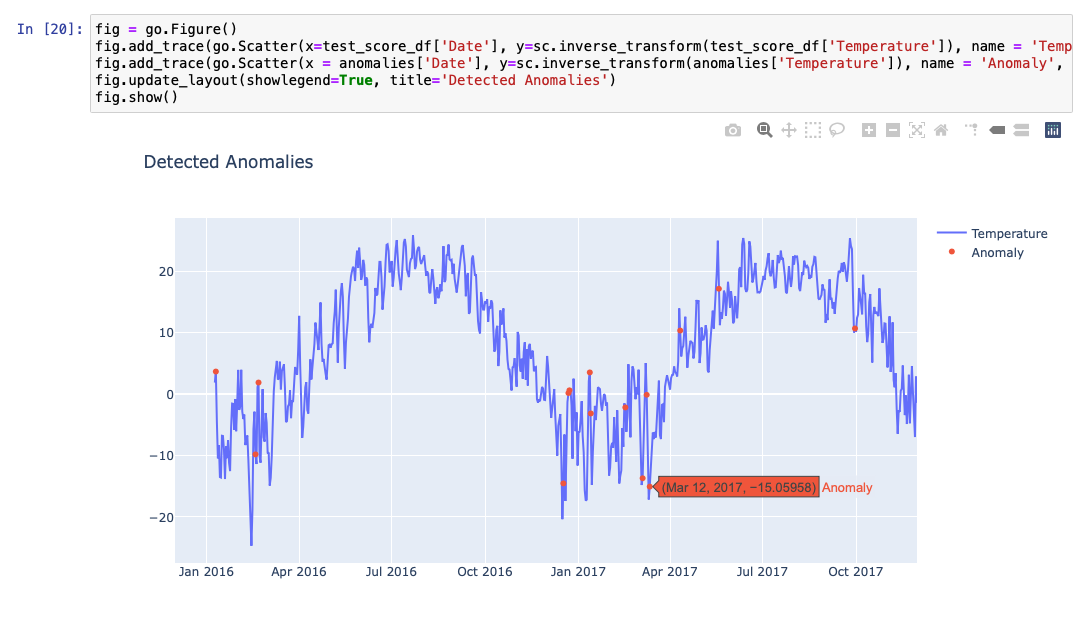 In [20]: fig = go.Figure()
fig.add_trace(go.Scatter(x=test_score_df['Date'], y=sc.inverse_transform(test_score_df['Temperature']), name = 'Temp
fig.add_trace(go.Scatter(x = anomalies['Date'], y=sc.inverse_transform(anomalies['Temperature']), name = 'Anomaly',
fig.update_layout(showlegend=True, title='Detected Anomalies')
fig.show()
Detected Anomalies
Temperature
Anomaly
20
10
0
−10
(Mar 12, 2017, −15.05958) Anomaly
−20
Jan 2016 Apr 2016 Jul 2016 Oct 2016 Jan 2017 Apr 2017 Jul 2017 Oct 2017